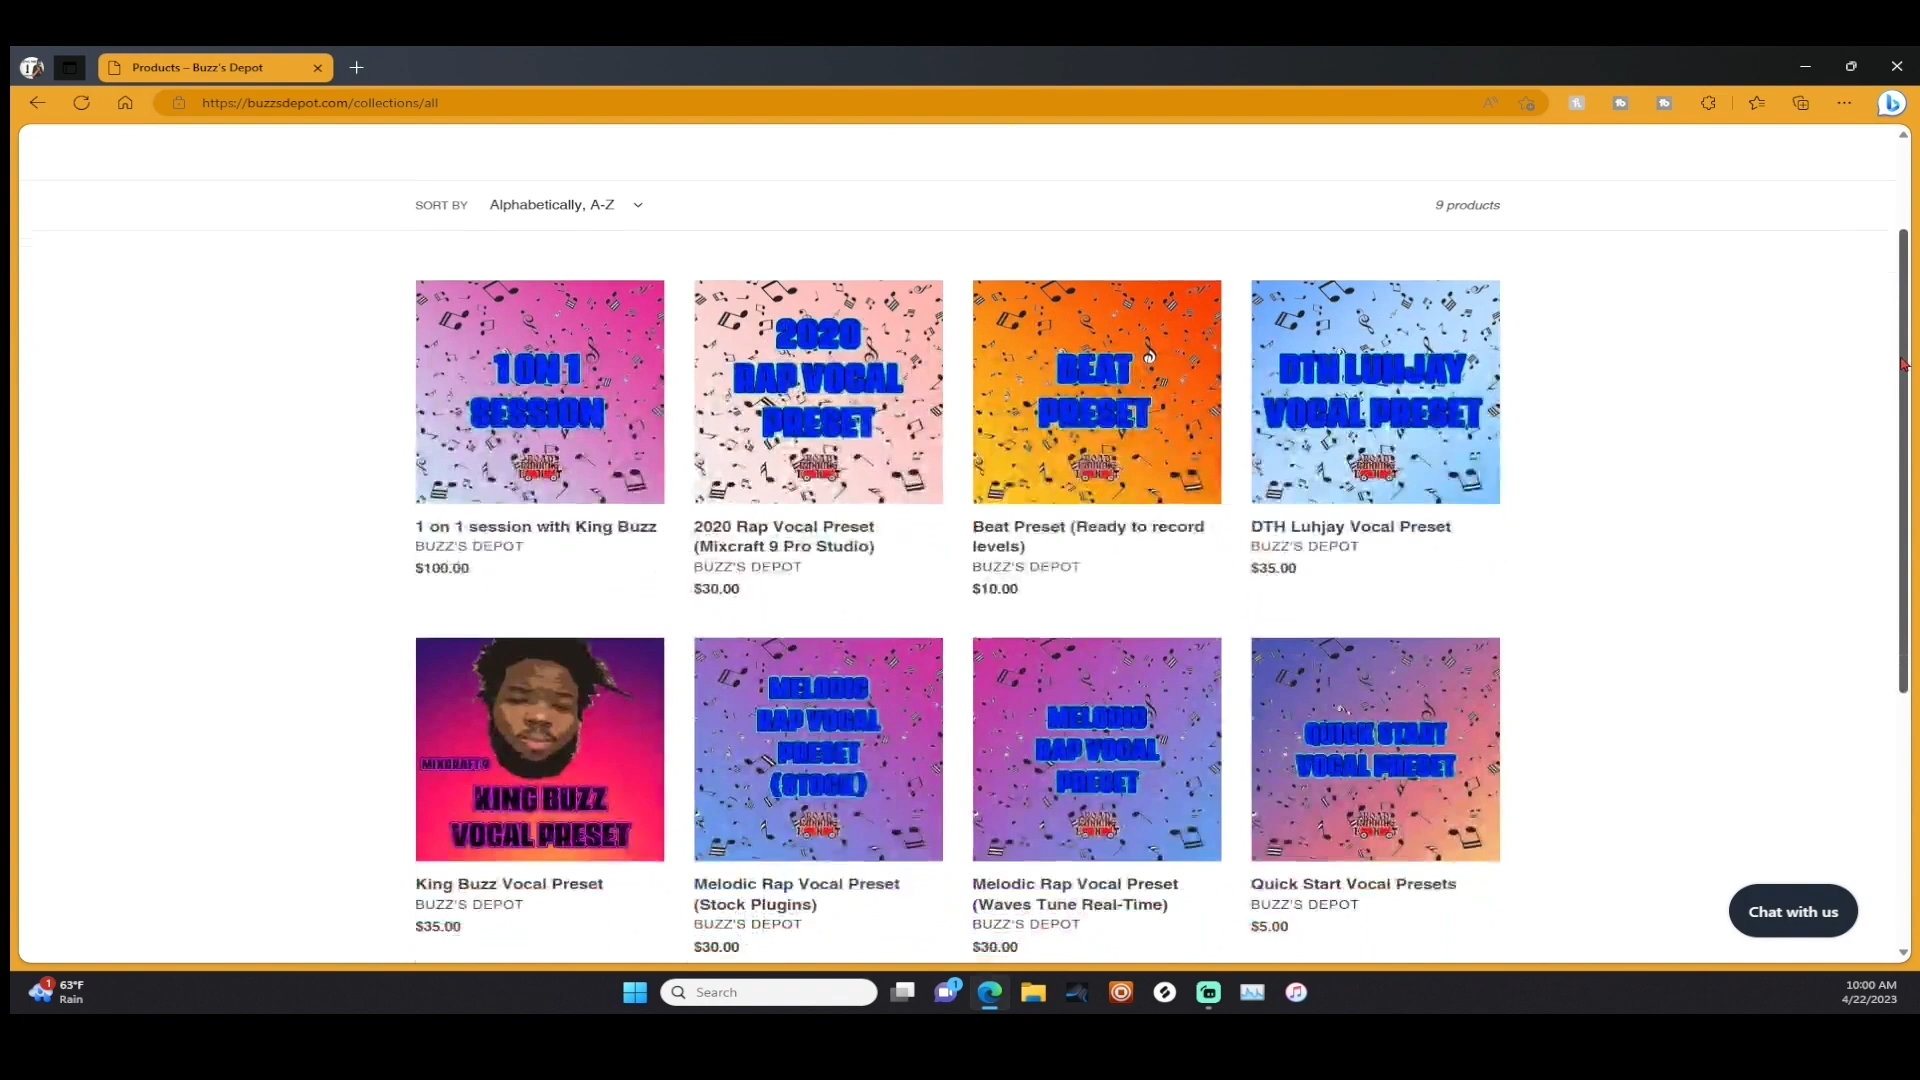 Products – Buzz's Depot
https://buzzsdepot.com/collections/all
SORT BY Alphabetically, A-Z
9 products
1 ON 1
SESSION
2020
RAP VOCAL
PRESET
BEAT
PRESET
DTH LUHJAY
VOCAL PRESET
1 on 1 session with King Buzz
BUZZ'S DEPOT
$100.00
2020 Rap Vocal Preset
(Mixcraft 9 Pro Studio)
BUZZ'S DEPOT
$30.00
Beat Preset (Ready to record
levels)
BUZZ'S DEPOT
$10.00
DTH Luhjay Vocal Preset
BUZZ'S DEPOT
$35.00
MIXCRAFT 9
KING BUZZ
VOCAL PRESET
MELODIC
RAP VOCAL
PRESET
(STOCK)
MELODIC
RAP VOCAL
PRESET
QUICK START
VOCAL PRESET
King Buzz Vocal Preset
BUZZ'S DEPOT
$35.00
Melodic Rap Vocal Preset
(Stock Plugins)
BUZZ'S DEPOT
$30.00
Melodic Rap Vocal Preset
(Waves Tune Real-Time)
BUZZ'S DEPOT
$30.00
Quick Start Vocal Presets
BUZZ'S DEPOT
$5.00
Chat with us
1
63°F
Rain
Search
1
10:00 AM
4/22/2023